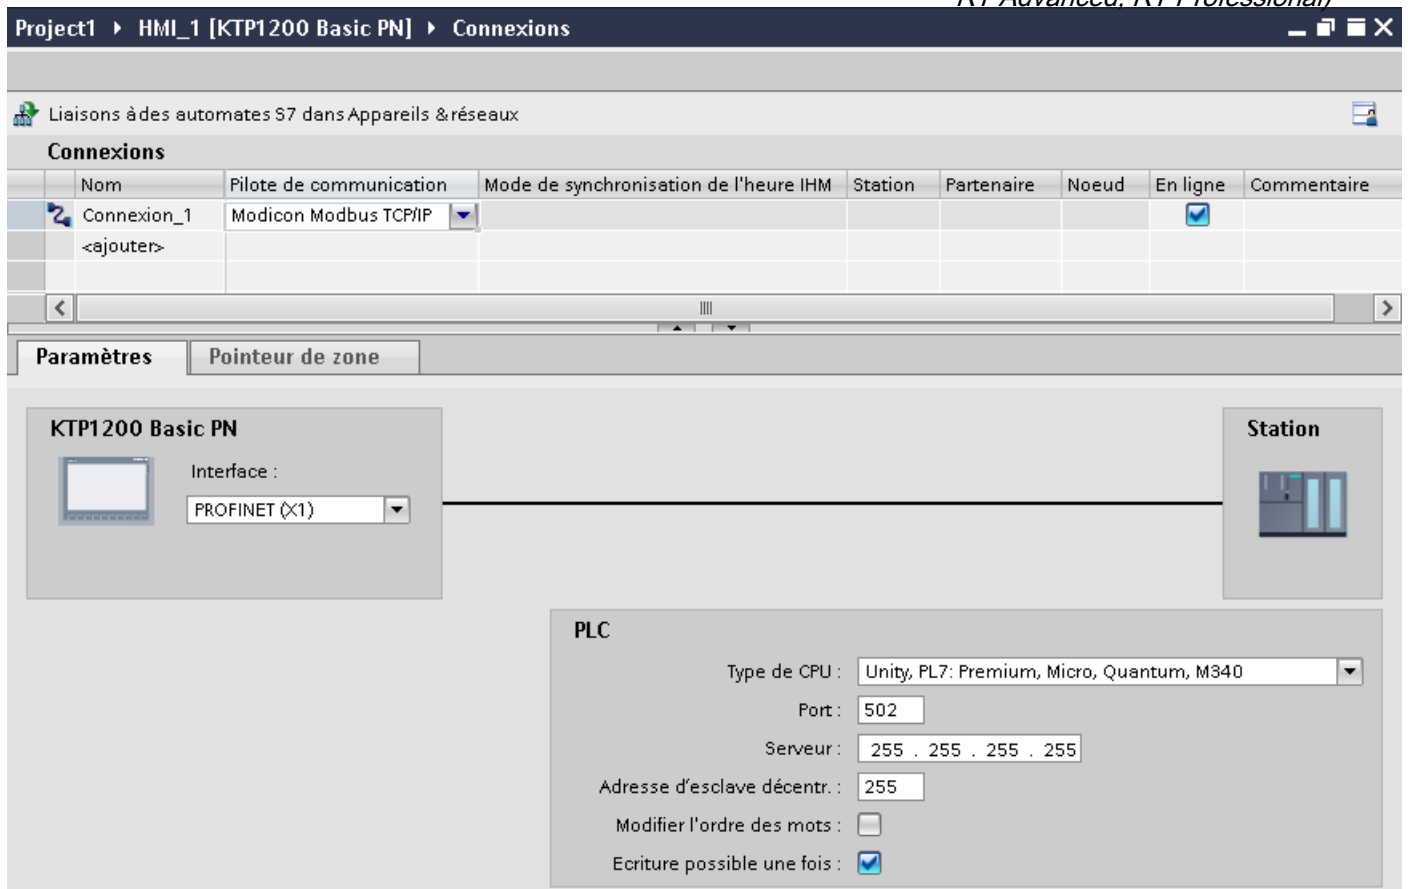 RT Advanced, RT Professional)
Project1 ▸ HMI_1 [KTP1200 Basic PN] ▸ Connexions
Liaisons à des automates S7 dans Appareils & réseaux
Connexions
Nom Pilote de communication Mode de synchronisation de l'heure IHM Station Partenaire Noeud En ligne Commentaire
Connexion_1 Modicon Modbus TCP/IP
<ajouter>
Paramètres Pointeur de zone
KTP1200 Basic PN
Station
Interface :
PROFINET (X1)
PLC
Type de CPU : Unity, PL7: Premium, Micro, Quantum, M340
Port : 502
Serveur : 255 . 255 . 255 . 255
Adresse d'esclave décentr. : 255
Modifier l'ordre des mots :
Ecriture possible une fois :